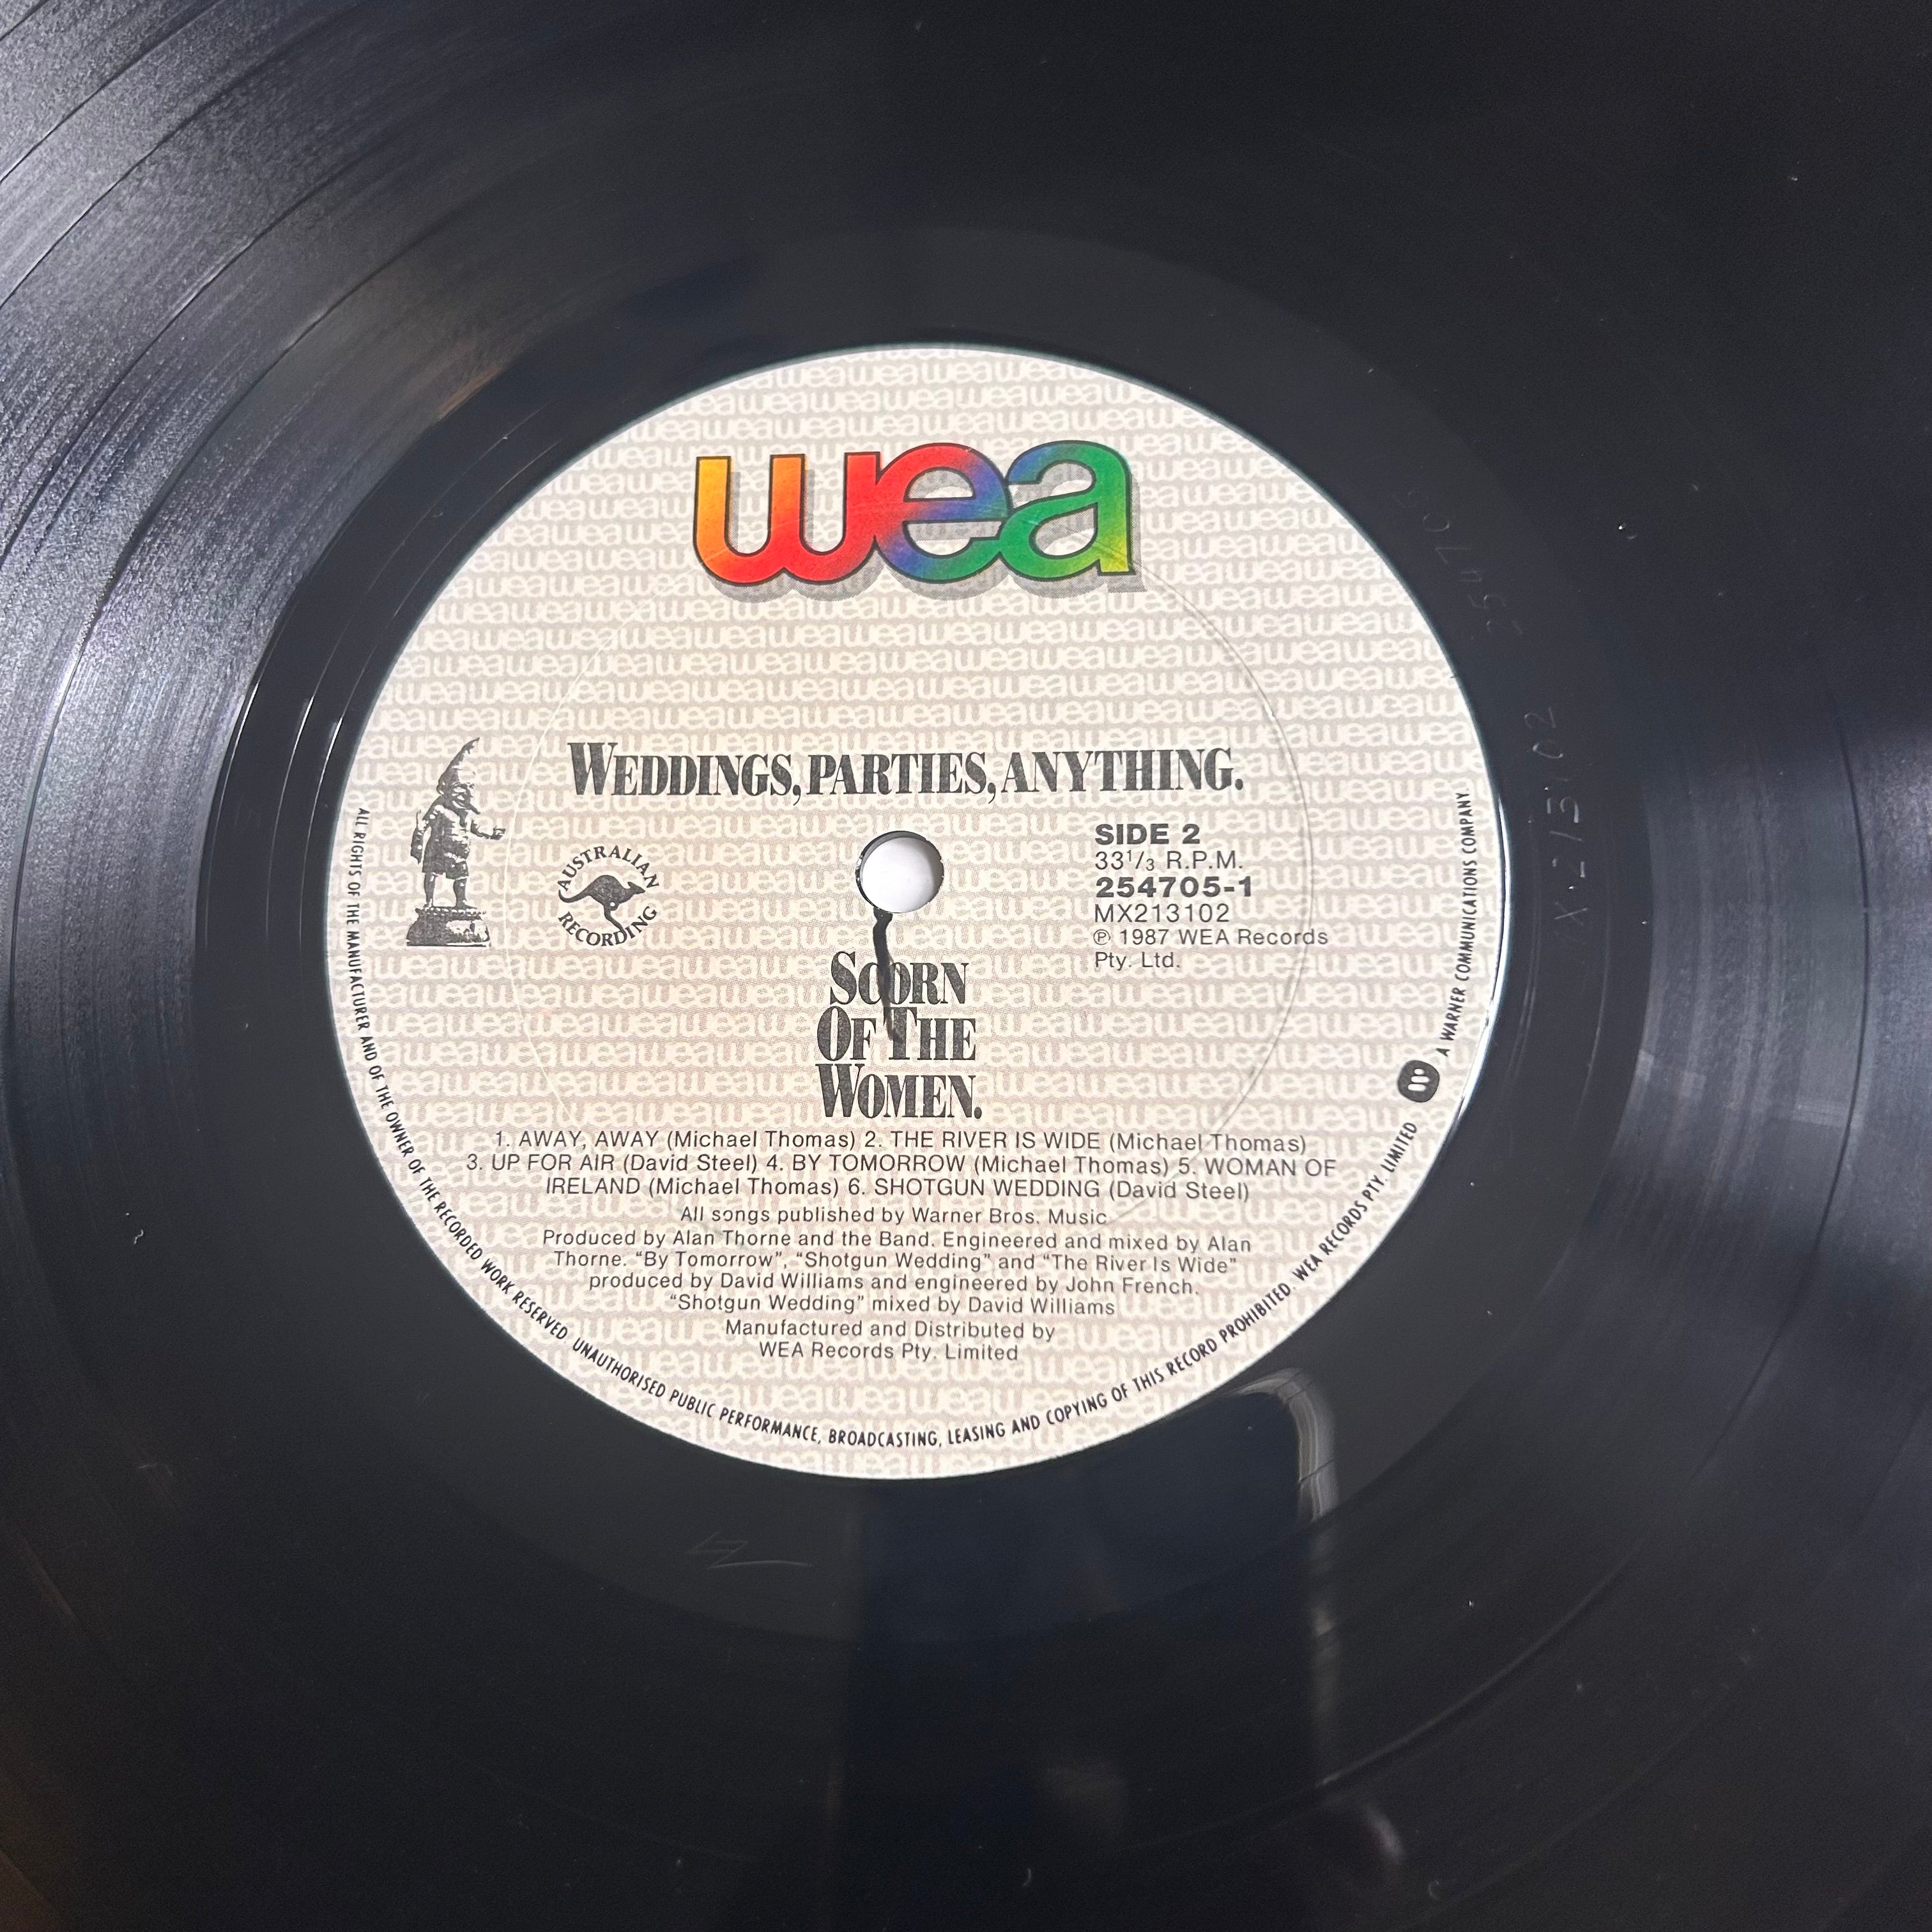 wea
WEDDINGS, PARTIES, ANYTHING.
AUSTRALIAN
RECORDING
SIDE 2
33 1/3 R.P.M.
254705-1
MX213102
℗ 1987 WEA Records
Pty. Ltd.
SCORN
OF THE
WOMEN.
1. AWAY, AWAY (Michael Thomas) 2. THE RIVER IS WIDE (Michael Thomas)
3. UP FOR AIR (David Steel) 4. BY TOMORROW (Michael Thomas) 5. WOMAN OF
IRELAND (Michael Thomas) 6. SHOTGUN WEDDING (David Steel)
All songs published by Warner Bros. Music
Produced by Alan Thorne and the Band. Engineered and mixed by Alan
Thorne. “By Tomorrow”, “Shotgun Wedding” and “The River Is Wide”
produced by David Williams and engineered by John French.
“Shotgun Wedding” mixed by David Williams
Manufactured and Distributed by
WEA Records Pty. Limited
ALL RIGHTS OF THE MANUFACTURER AND OF THE OWNER OF THE RECORDED WORK RESERVED. UNAUTHORISED PUBLIC PERFORMANCE, BROADCASTING, LEASING AND COPYING OF THIS RECORD PROHIBITED. WEA RECORDS PTY. LIMITED A WARNER COMMUNICATIONS COMPANY.